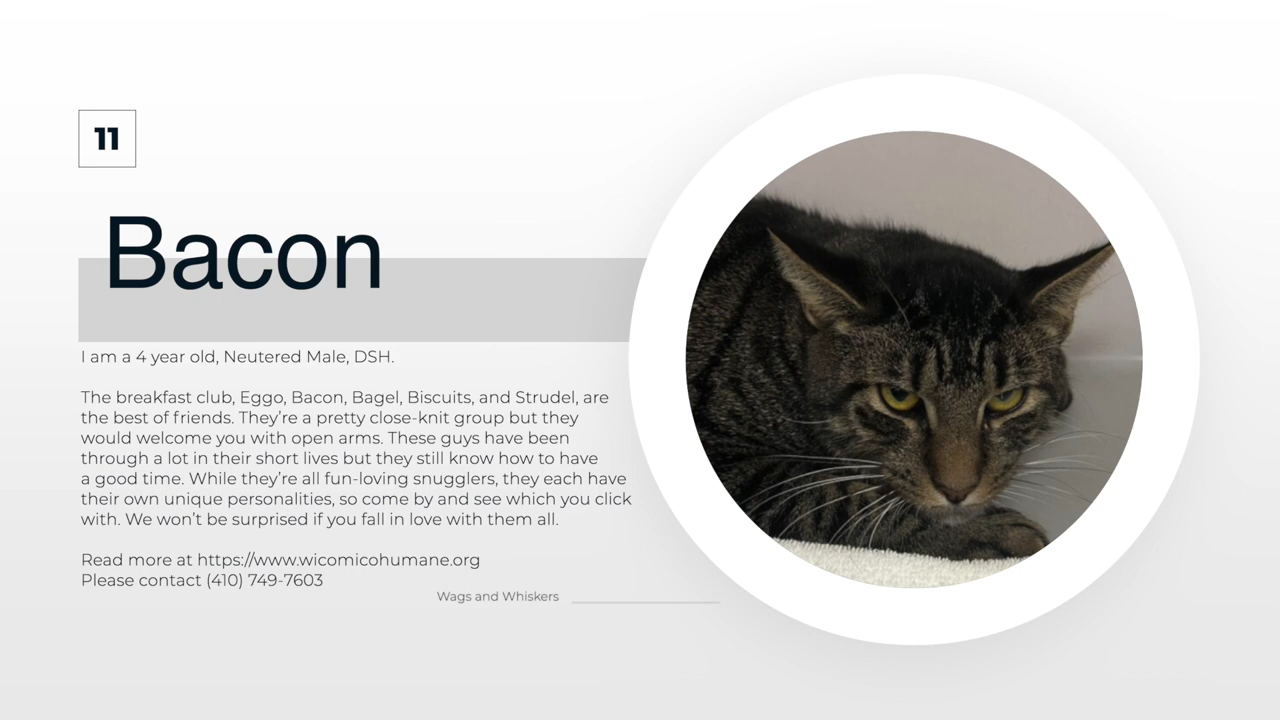 11
Bacon
I am a 4 year old, Neutered Male, DSH.
The breakfast club, Eggo, Bacon, Bagel, Biscuits, and Strudel, are
the best of friends. They’re a pretty close-knit group but they
would welcome you with open arms. These guys have been
through a lot in their short lives but they still know how to have
a good time. While they’re all fun-loving snugglers, they each have
their own unique personalities, so come by and see which you click
with. We won’t be surprised if you fall in love with them all.
Read more at https://www.wicomicohumane.org
Please contact (410) 749-7603
Wags and Whiskers